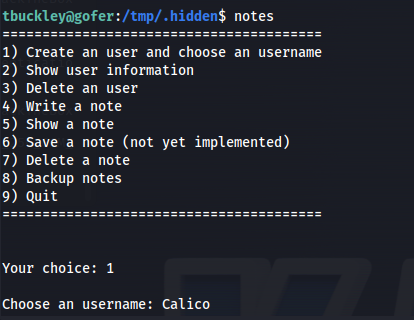 tbuckley@gofer:/tmp/.hidden$ notes
========================================
1) Create an user and choose an username
2) Show user information
3) Delete an user
4) Write a note
5) Show a note
6) Save a note (not yet implemented)
7) Delete a note
8) Backup notes
9) Quit
========================================
Your choice: 1
Choose an username: Calico